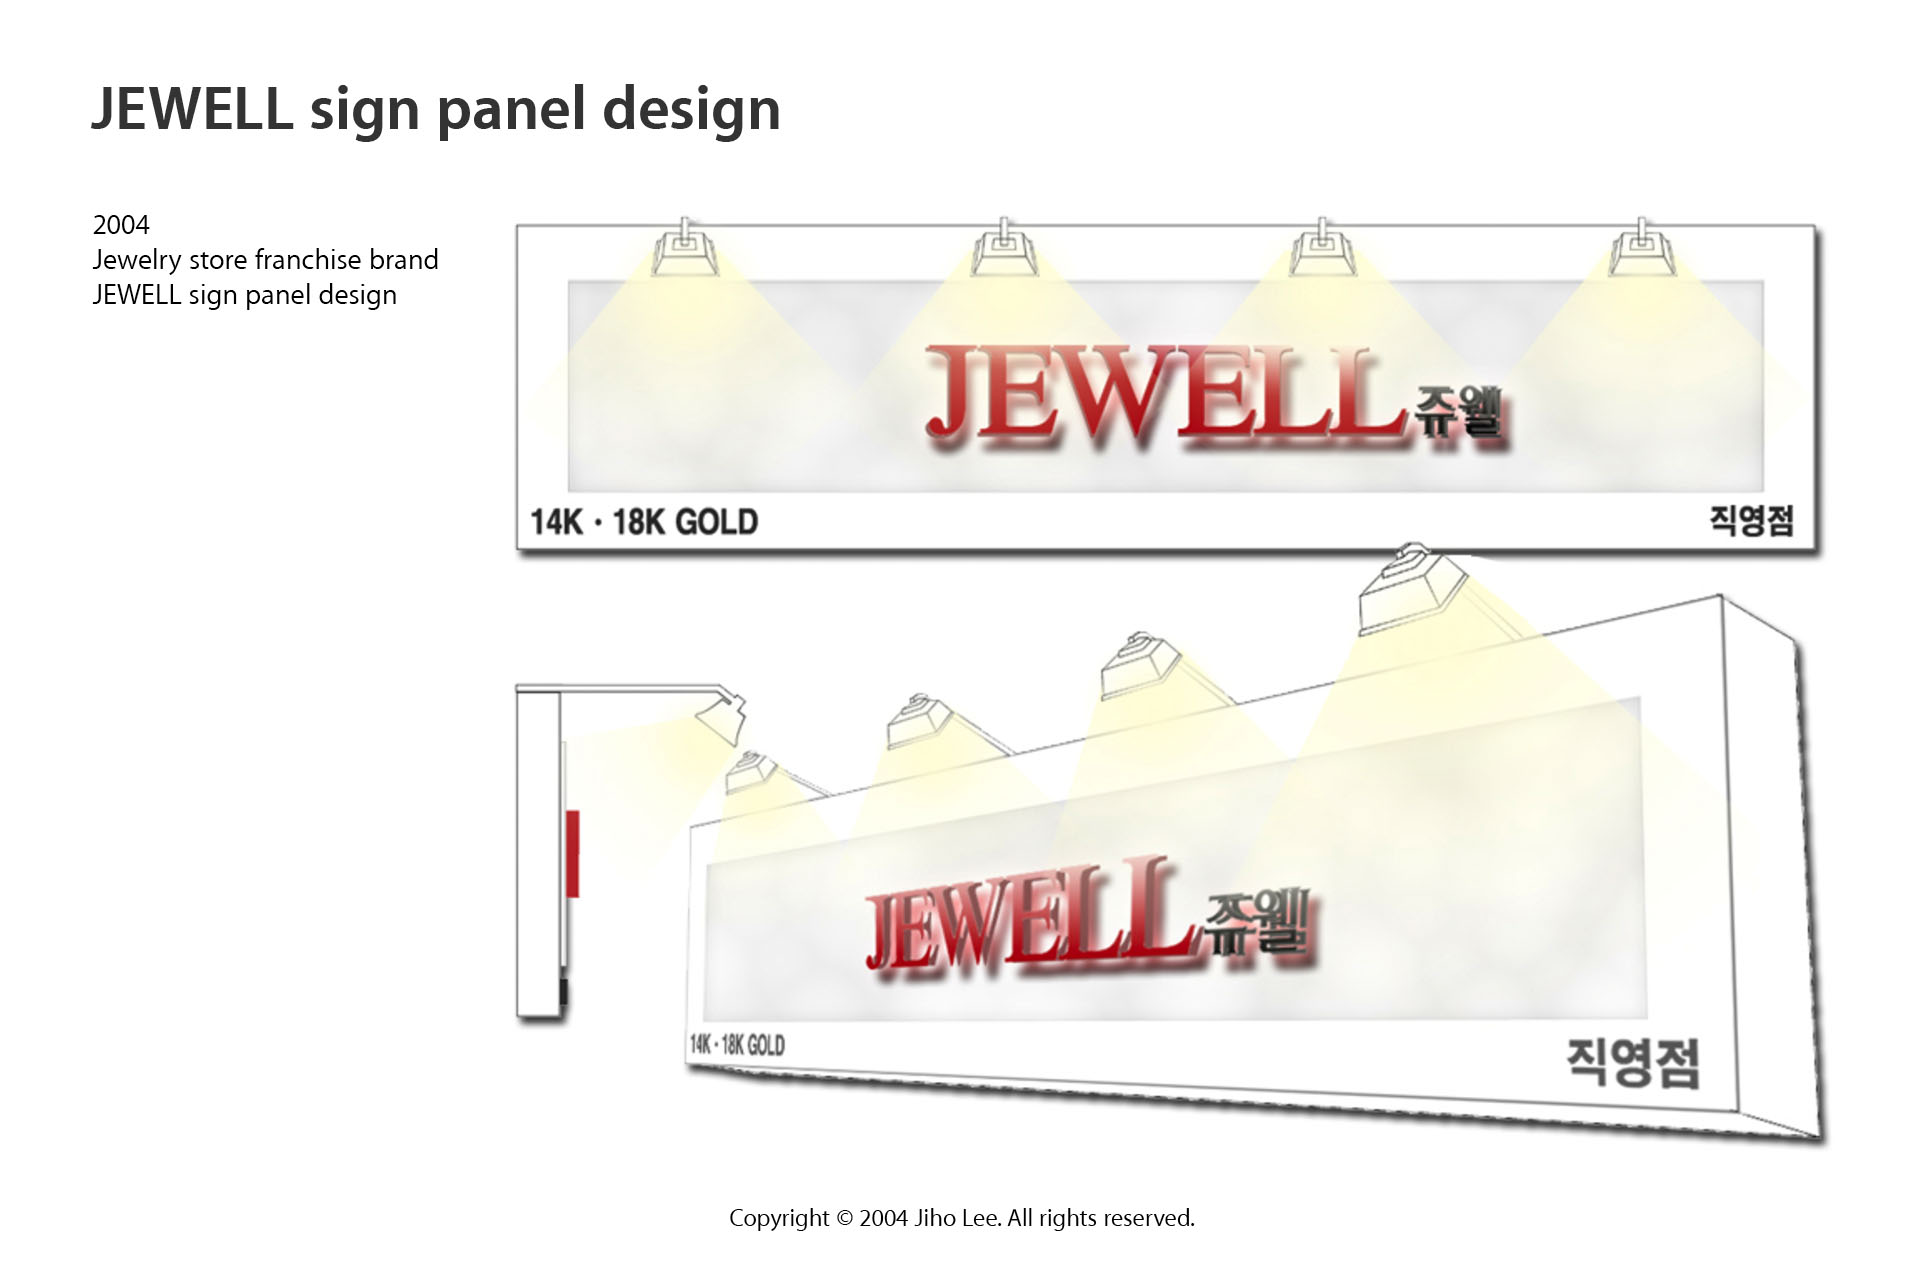 JEWELL sign panel design
2004
Jewelry store franchise brand
JEWELL sign panel design
JEWELL 쥬웰
14K · 18K GOLD
직영점
JEWELL 쥬웰
14K · 18K GOLD
직영점
Copyright © 2004 Jiho Lee. All rights reserved.